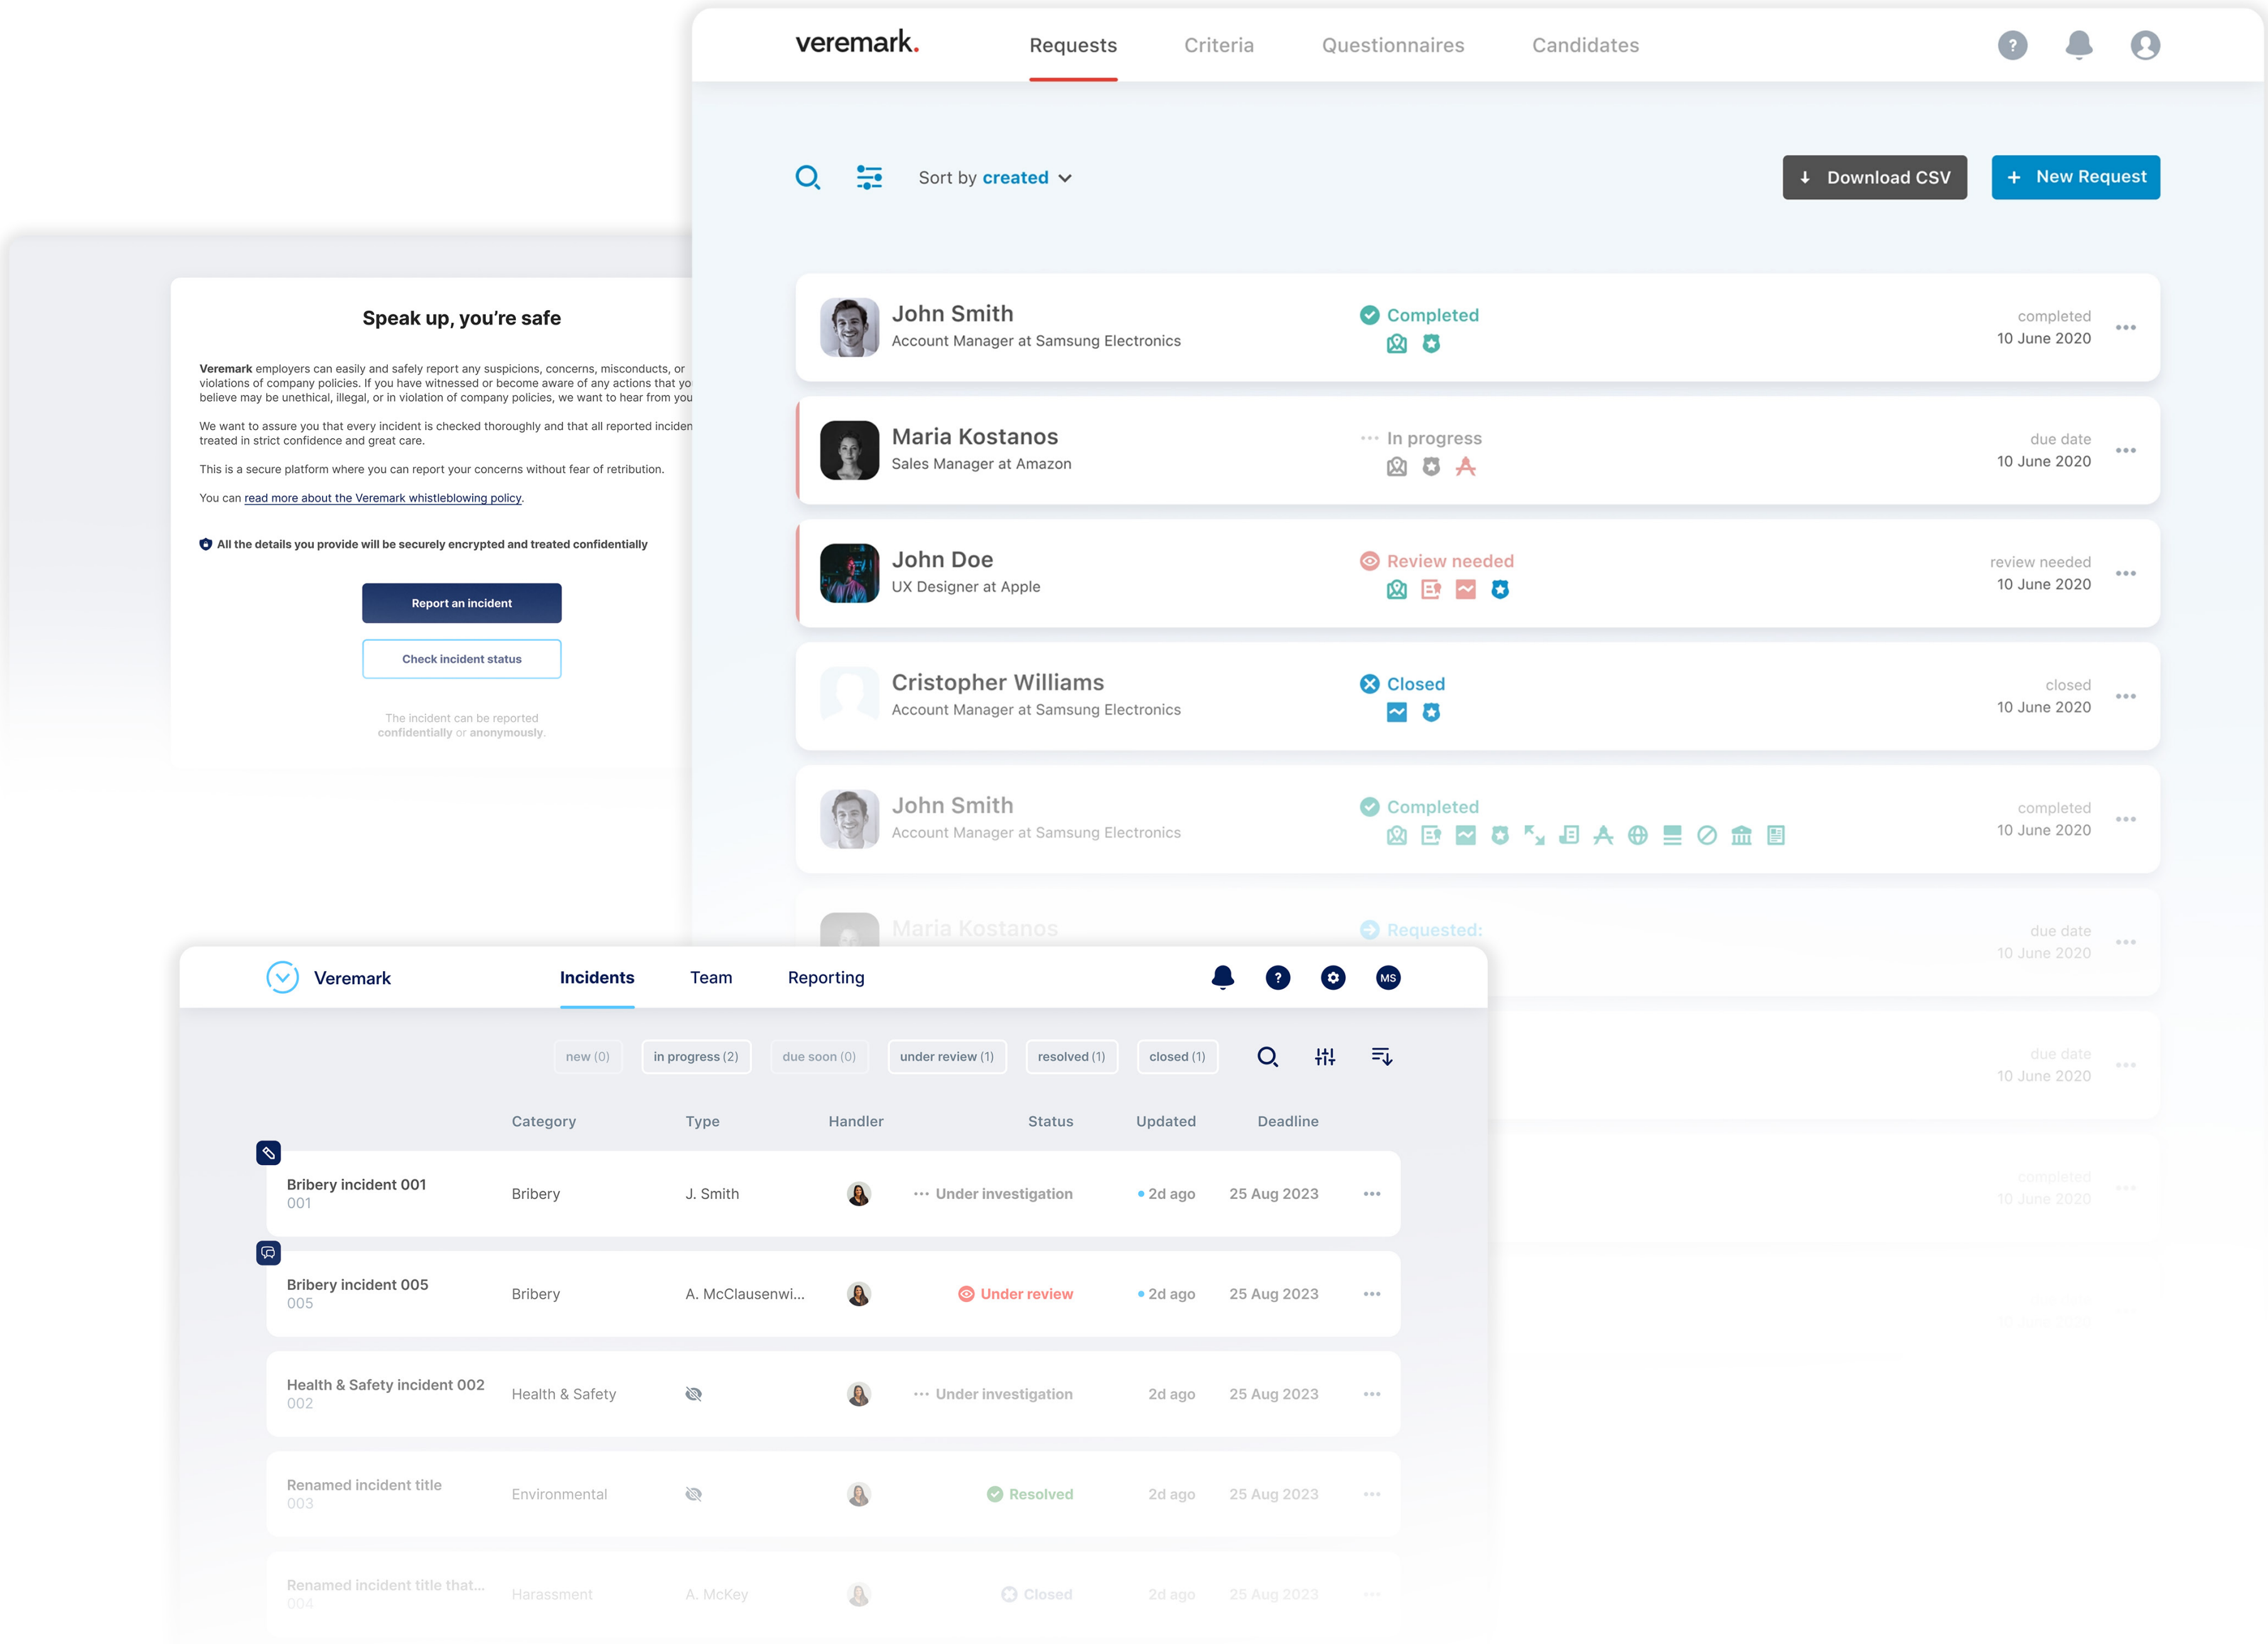 veremark.
Requests
Criteria
Questionnaires
Candidates
?
Sort by created
Download CSV
+ New Request
John Smith
Account Manager at Samsung Electronics
Completed
completed
10 June 2020
Maria Kostanos
Sales Manager at Amazon
In progress
due date
10 June 2020
John Doe
UX Designer at Apple
Review needed
review needed
10 June 2020
Cristopher Williams
Account Manager at Samsung Electronics
Closed
closed
10 June 2020
John Smith
Account Manager at Samsung Electronics
Completed
completed
10 June 2020
Maria Kostanos
Requested:
due date
10 June 2020
due date
10 June 2020
completed
10 June 2020
Speak up, you're safe
Veremark employers can easily and safely report any suspicions, concerns, misconducts, or
violations of company policies. If you have witnessed or become aware of any actions that yo
believe may be unethical, illegal, or in violation of company policies, we want to hear from you
We want to assure you that every incident is checked thoroughly and that all reported inciden
treated in strict confidence and great care.
This is a secure platform where you can report your concerns without fear of retribution.
You can read more about the Veremark whistleblowing policy.
All the details you provide will be securely encrypted and treated confidentially
Report an incident
Check incident status
The incident can be reported
confidentially or anonymously.
Veremark
Incidents
Team
Reporting
?
MS
new (0)
in progress (2)
due soon (0)
under review (1)
resolved (1)
closed (1)
Category
Type
Handler
Status
Updated
Deadline
Bribery incident 001
001
Bribery
J. Smith
Under investigation
2d ago
25 Aug 2023
Bribery incident 005
005
Bribery
A. McClausenwi...
Under review
2d ago
25 Aug 2023
Health & Safety incident 002
002
Health & Safety
Under investigation
2d ago
25 Aug 2023
Renamed incident title
003
Environmental
Resolved
2d ago
25 Aug 2023
Renamed incident title that...
004
Harassment
A. McKey
Closed
2d ago
25 Aug 2023